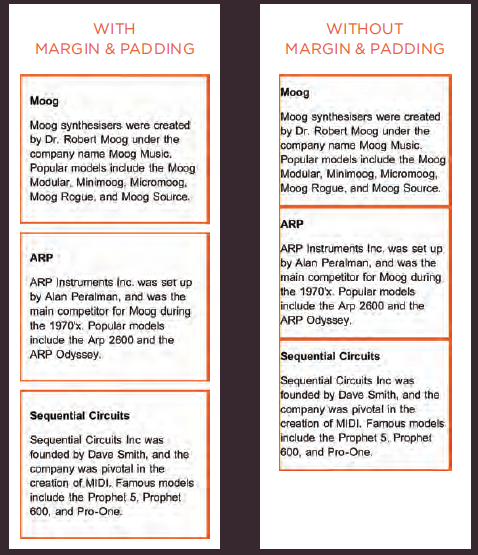 WITH
MARGIN & PADDING
Moog
Moog synthesisers were created
by Dr. Robert Moog under the
company name Moog Music.
Popular models include the Moog
Modular, Minimoog, Micromoog,
Moog Rogue, and Moog Source.
ARP
ARP Instruments Inc. was set up
by Alan Peralman, and was the
main competitor for Moog during
the 1970'x. Popular models
include the Arp 2600 and the
ARP Odyssey.
Sequential Circuits
Sequential Circuits Inc was
founded by Dave Smith, and the
company was pivotal in the
creation of MIDI. Famous models
include the Prophet 5, Prophet
600, and Pro-One.
WITHOUT
MARGIN & PADDING
Moog
Moog synthesisers were created
by Dr. Robert Moog under the
company name Moog Music.
Popular models include the Moog
Modular, Minimoog, Micromoog,
Moog Rogue, and Moog Source.
ARP
ARP Instruments Inc. was set up
by Alan Peralman, and was the
main competitor for Moog during
the 1970'x. Popular models
include the Arp 2600 and the
ARP Odyssey.
Sequential Circuits
Sequential Circuits Inc was
founded by Dave Smith, and the
company was pivotal in the
creation of MIDI. Famous models
include the Prophet 5, Prophet
600, and Pro-One.